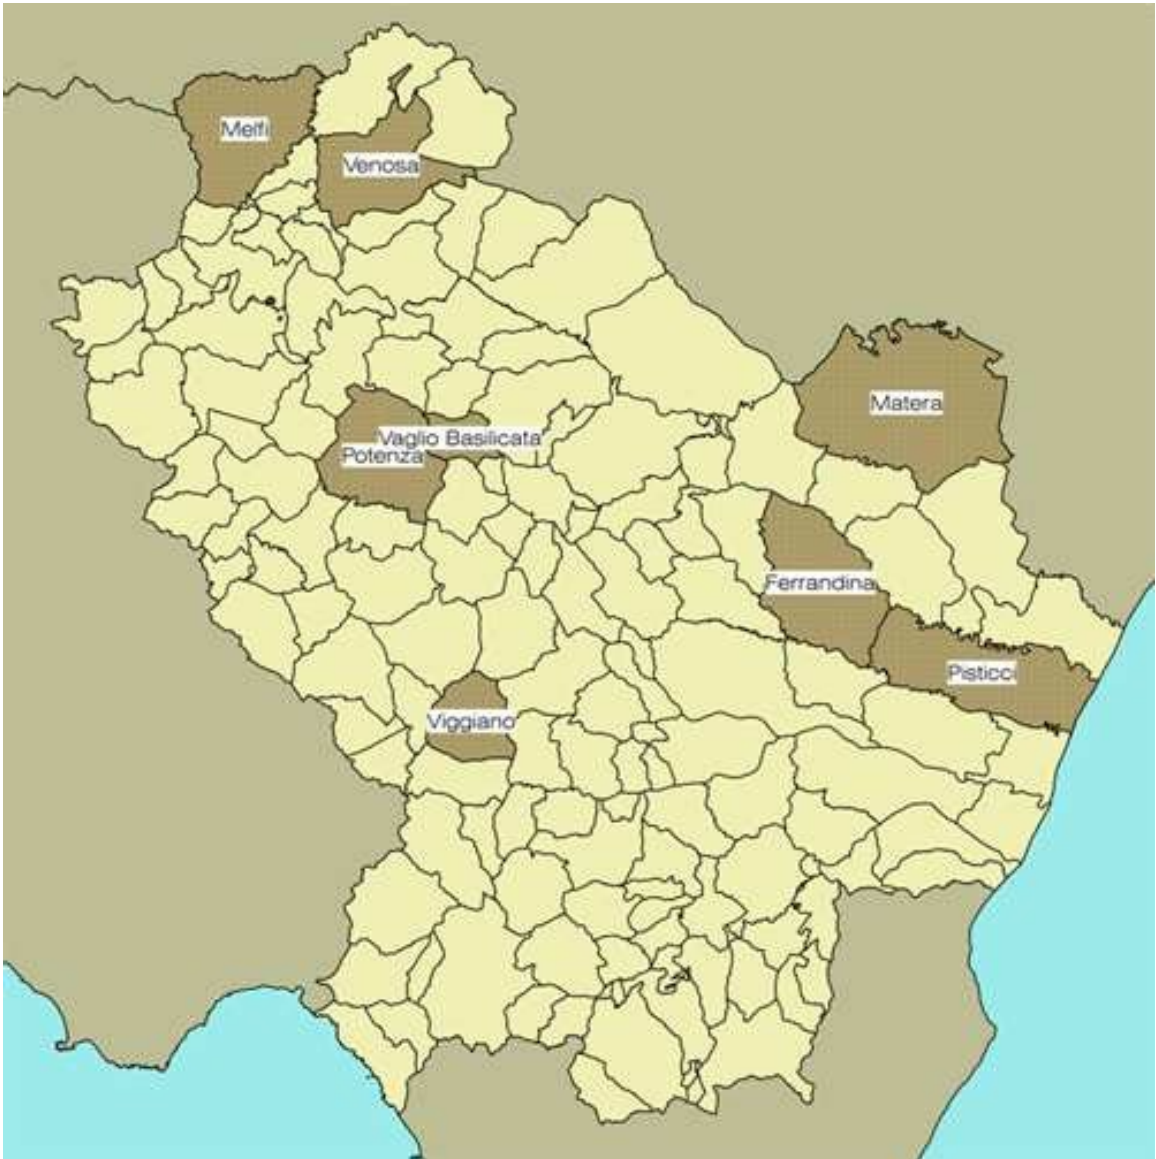 Melfi
Venosa
Matera
Vaglio Basilicata
Potenza
Ferrandina
Pisticci
Viggiano